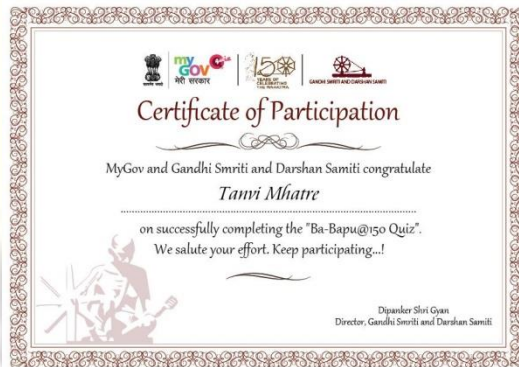 my
GOV
मेरी सरकार
150
YEARS OF
CELEBRATING
THE MAHATMA
GANDHI SMRITI AND DARSHAN SAMITI
Certificate of Participation
MyGov and Gandhi Smriti and Darshan Samiti congratulate
Tanvi Mhatre
on successfully completing the "Ba-Bapu@150 Quiz".
We salute your effort. Keep participating...!
Dipanker Shri Gyan
Director, Gandhi Smriti and Darshan Samiti